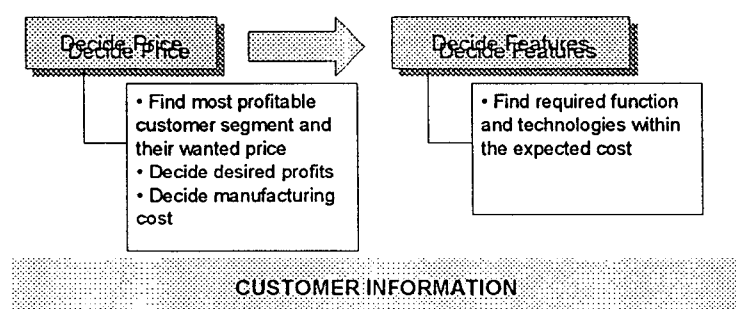 Decide Price
Decide Features
• Find most profitable
customer segment and
their wanted price
• Decide desired profits
• Decide manufacturing
cost
• Find required function
and technologies within
the expected cost
CUSTOMER INFORMATION